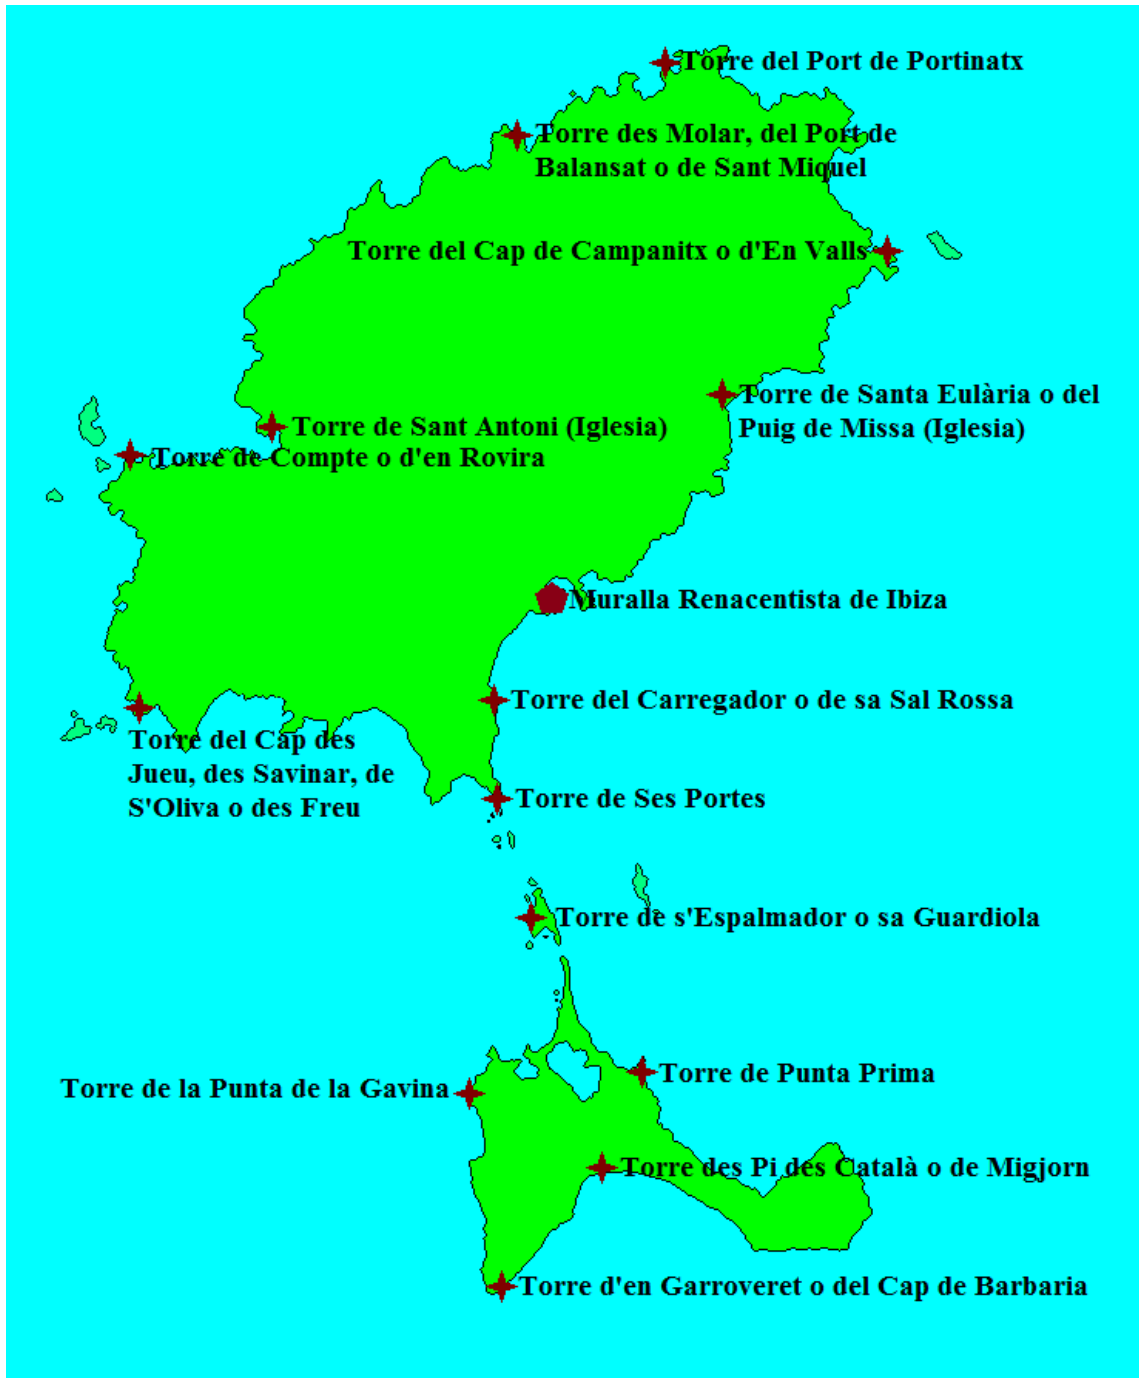 Torre del Port de Portinatx
Torre des Molar, del Port de
Balansat o de Sant Miquel
Torre del Cap de Campanitx o d'En Valls
Torre de Santa Eulària o del
Puig de Missa (Iglesia)
Torre de Sant Antoni (Iglesia)
Torre de Compte o d'en Rovira
Muralla Renacentista de Ibiza
Torre del Carregador o de sa Sal Rossa
Torre del Cap des
Jueu, des Savinar, de
S'Oliva o des Freu
Torre de Ses Portes
Torre de s'Espalmador o sa Guardiola
Torre de Punta Prima
Torre de la Punta de la Gavina
Torre des Pi des Català o de Migjorn
Torre d'en Garroveret o del Cap de Barbaria